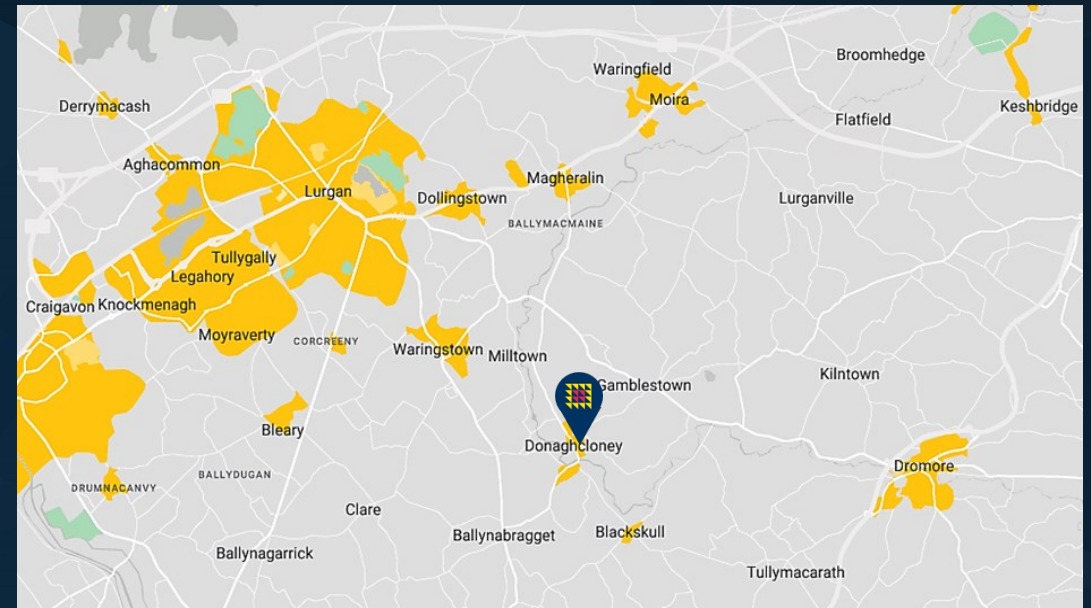 Broomhedge
Waringfield
Moira
Derrymacash
Keshbridge
Flatfield
Aghacommon
Magheralin
Lurgan
Dollingstown
Lurganville
BALLYMACMAINE
Tullygally
Legahory
Craigavon
Knockmenagh
Moyraverty
CORCREENY
Waringstown
Milltown
Kilntown
Gamblestown
Bleary
Donaghcloney
Dromore
BALLYDUGAN
DRUMNACANVY
Clare
Blackskull
Ballynabragget
Ballynagarrick
Tullymacarath